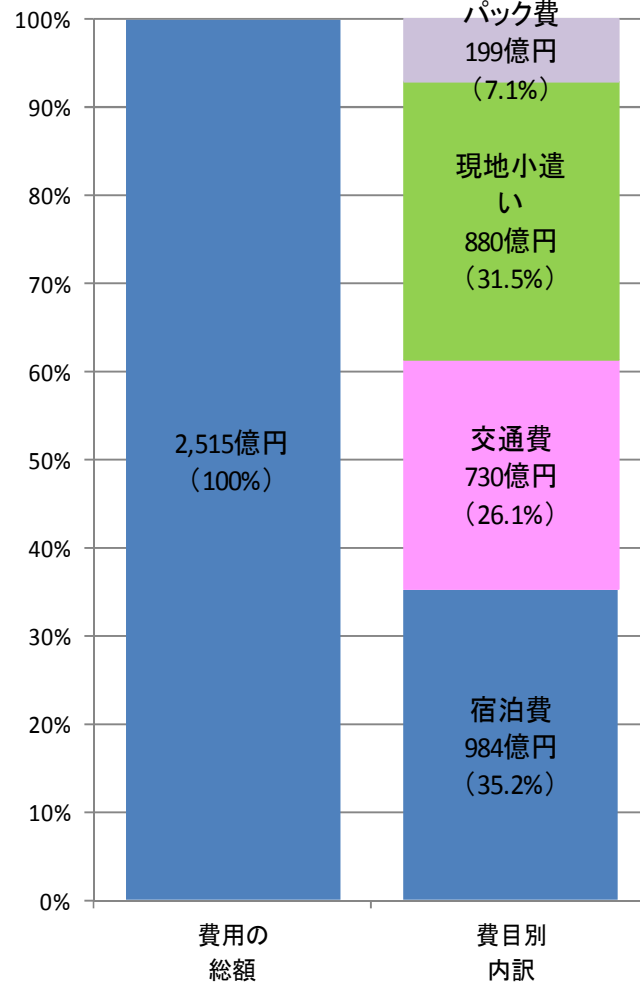 100%
90%
80%
70%
60%
50%
40%
30%
20%
10%
0%
2,515億円
（100%）
パック費
199億円
（7.1%）
現地小遣
い
880億円
（31.5%）
交通費
730億円
（26.1%）
宿泊費
984億円
（35.2%）
費用の
総額
費目別
内訳